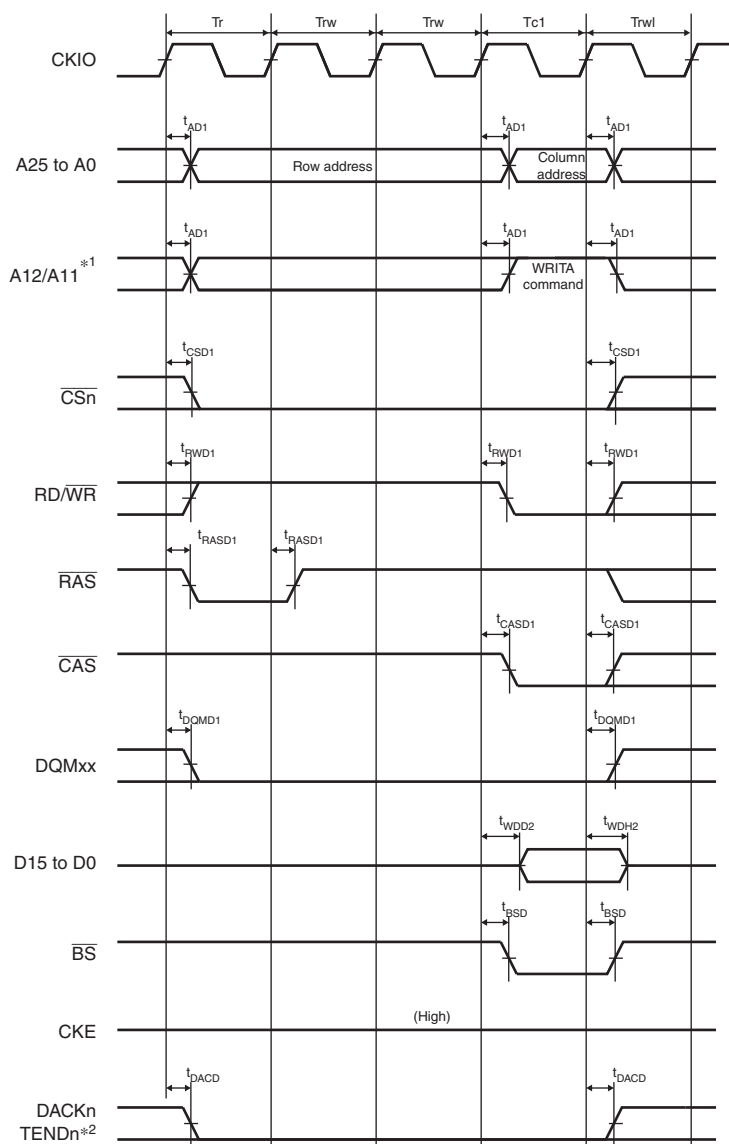 Tr Trw Trw Tc1 Trwl
CKIO
tAD1 tAD1 tAD1
A25 to A0 Row address Column
address
tAD1 tAD1 tAD1
A12/A11*1 WRITA
command
tCSD1 tCSD1
CSn
tRWD1 tRWD1 tRWD1
RD/WR
tRASD1 tRASD1
RAS
tCASD1 tCASD1
CAS
tDQMD1 tDQMD1
DQMxx
tWDD2 tWDH2
D15 to D0
tBSD tBSD
BS
(High)
CKE
tDACD tDACD
DACKn
TENDn*2